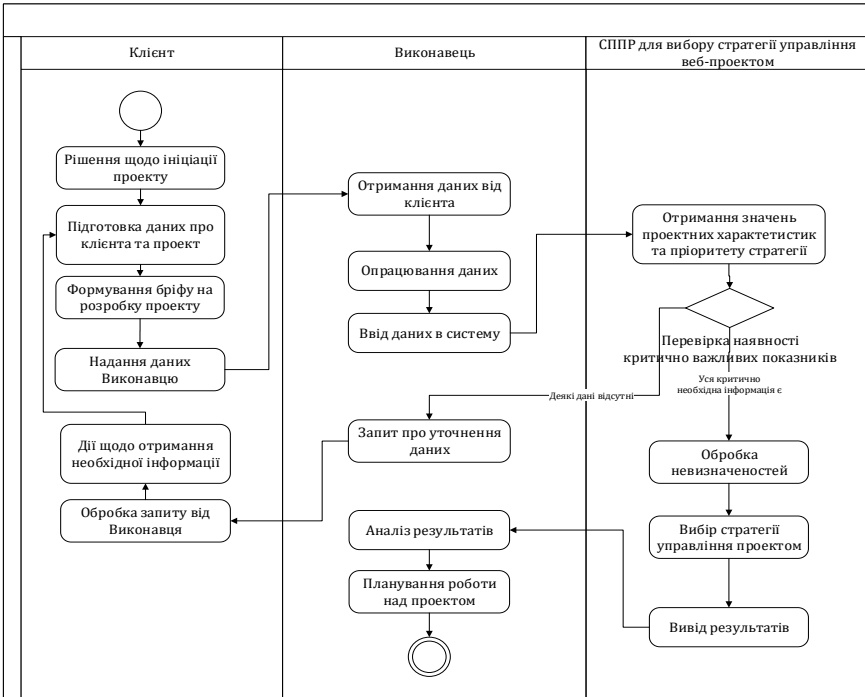 Клієнт
Виконавець
СППР для вибору стратегії управління
веб-проектом
Рішення щодо ініціації
проекту
Підготовка даних про
клієнта та проект
Формування бріфу на
розробку проекту
Надання даних
Виконавцю
Дії щодо отримання
необхідної інформації
Обробка запиту від
Виконавця
Отримання даних від
клієнта
Опрацювання даних
Ввід даних в систему
Запит про уточнення
даних
Аналіз результатів
Планування роботи
над проектом
Отримання значень
проектних характетистик
та пріоритету стратегії
Перевірка наявності
критично важливих показників
Уся критично
необхідна інформація є
Деякі дані відсутні
Обробка
невизначеностей
Вибір стратегії
управління проектом
Вивід результатів